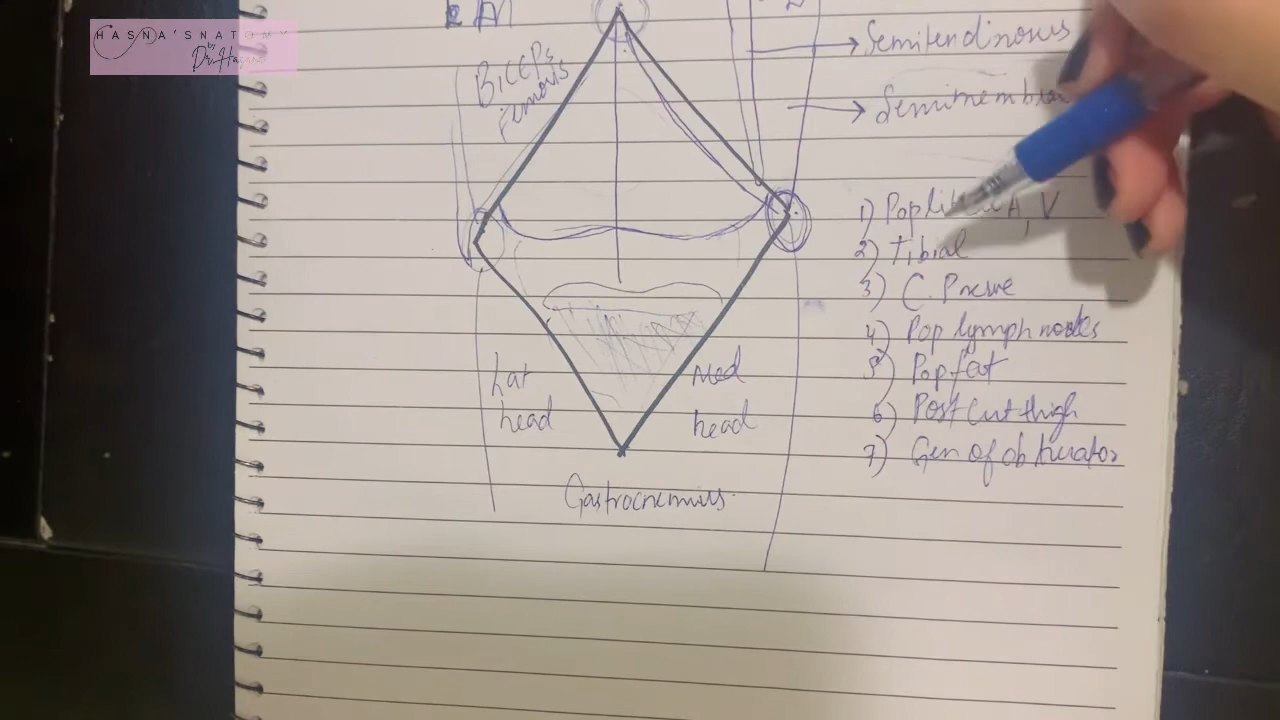 HASNA'SNATOMY
by
Dr. Hasna
Biceps
Femoris
Semitendinosus
Semimembran
1) Popliteal A, V
2) Tibial
3) C. P nerve
4) Pop lymph nodes
5) Pop fat
6) Post cut thigh
7) Gen of obturator
Lat
head
Med
head
Gastrocnemius